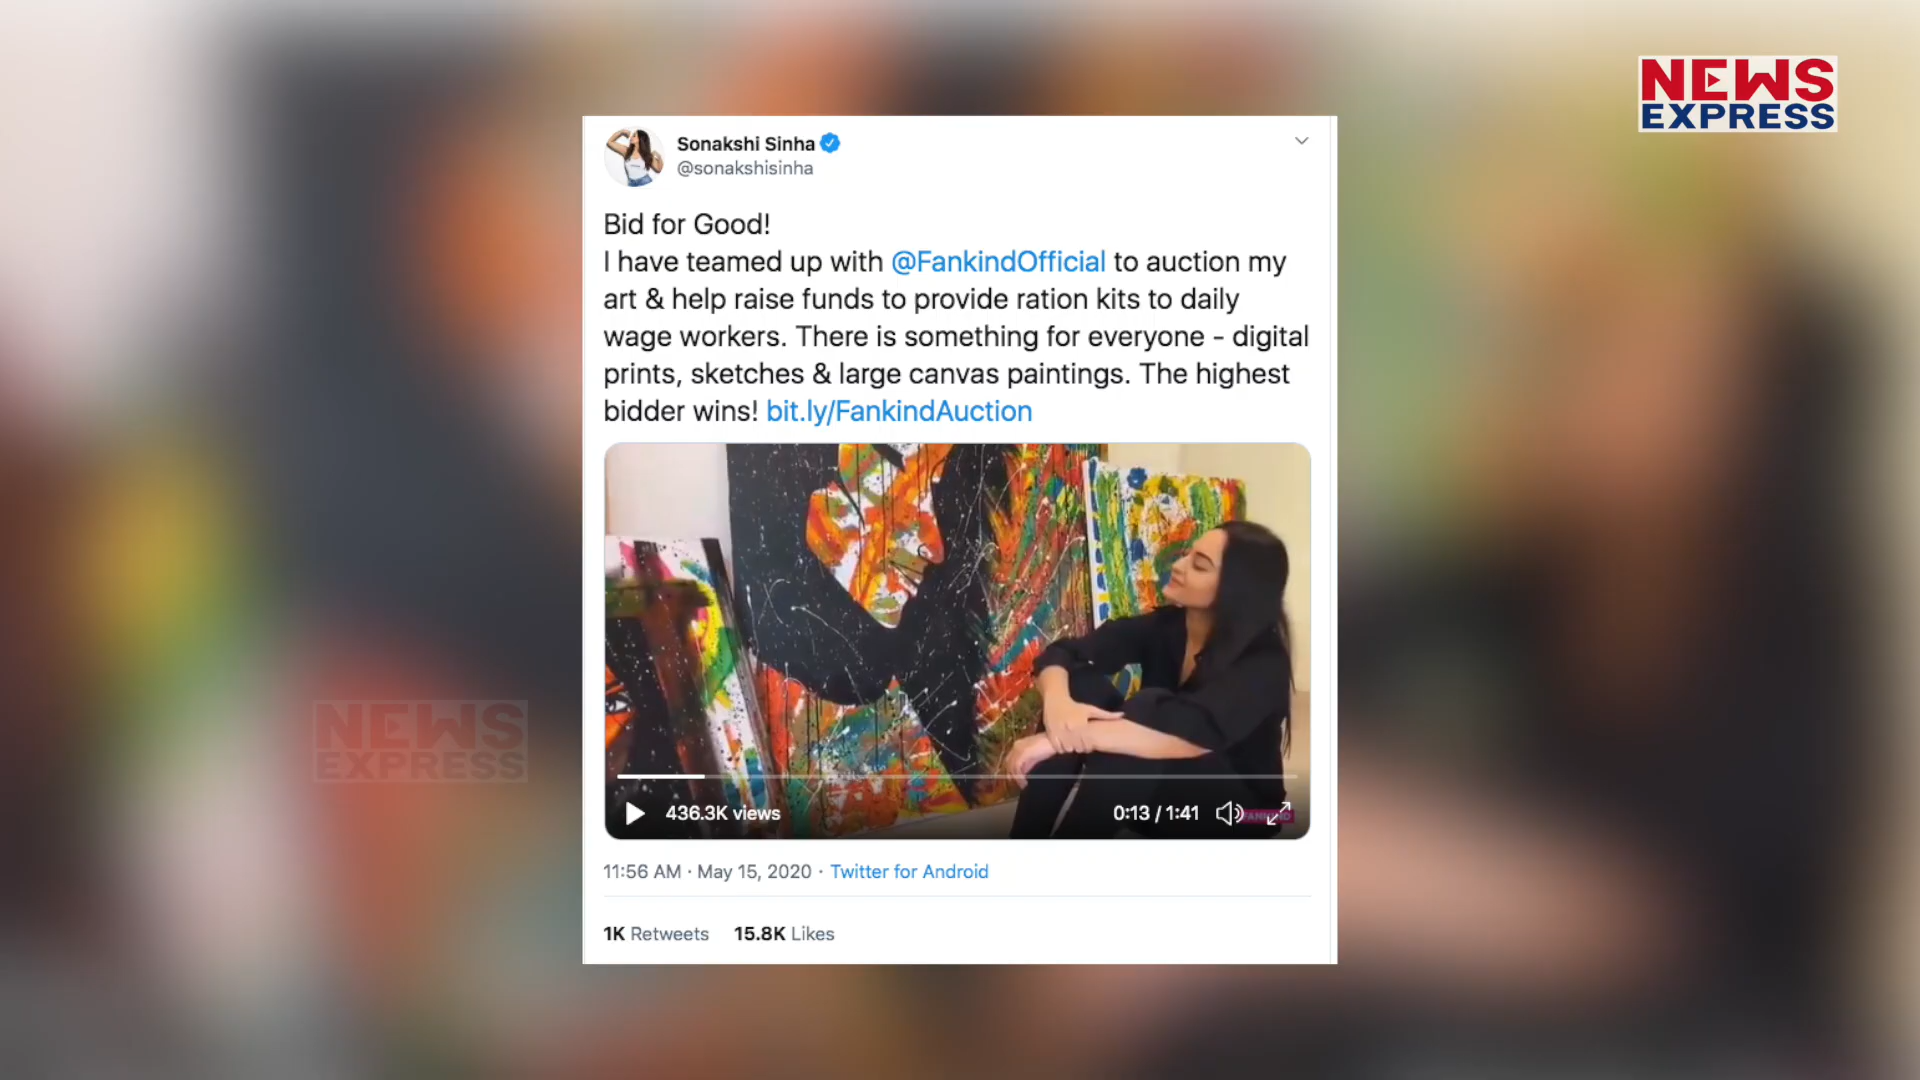 NEWS
EXPRESS
Sonakshi Sinha
@sonakshisinha
Bid for Good!
I have teamed up with @FankindOfficial to auction my
art & help raise funds to provide ration kits to daily
wage workers. There is something for everyone - digital
prints, sketches & large canvas paintings. The highest
bidder wins! bit.ly/FankindAuction
436.3K views
0:13 / 1:41
FANKIND
11:56 AM · May 15, 2020 · Twitter for Android
1K Retweets 15.8K Likes
NEWS
EXPRESS